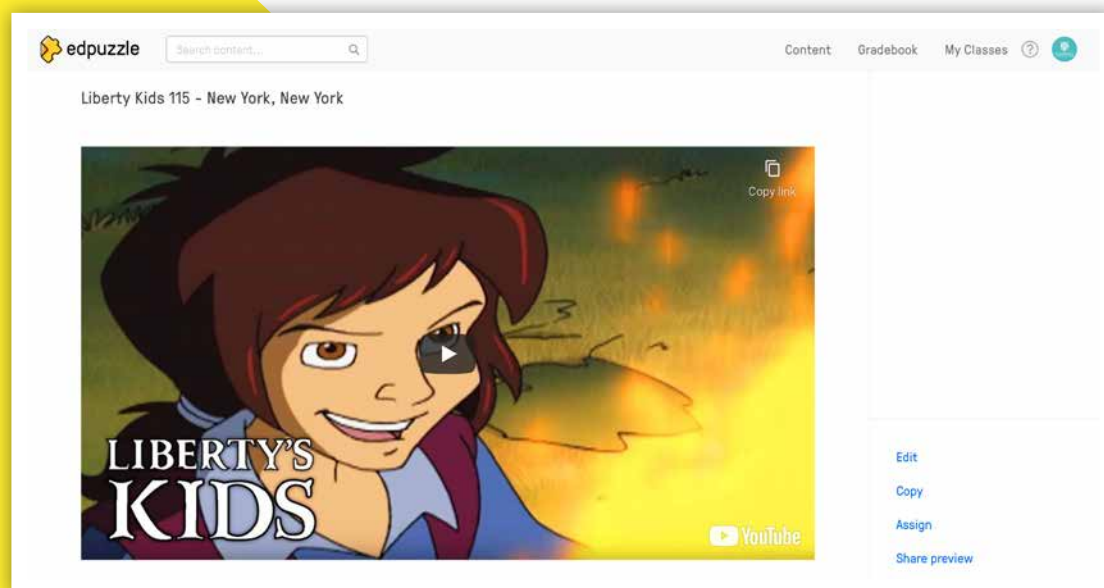 edpuzzle
Search content...
Content Gradebook My Classes ?
Liberty Kids 115 - New York, New York
Copy link
LIBERTY'S
KIDS
YouTube
Edit
Copy
Assign
Share preview